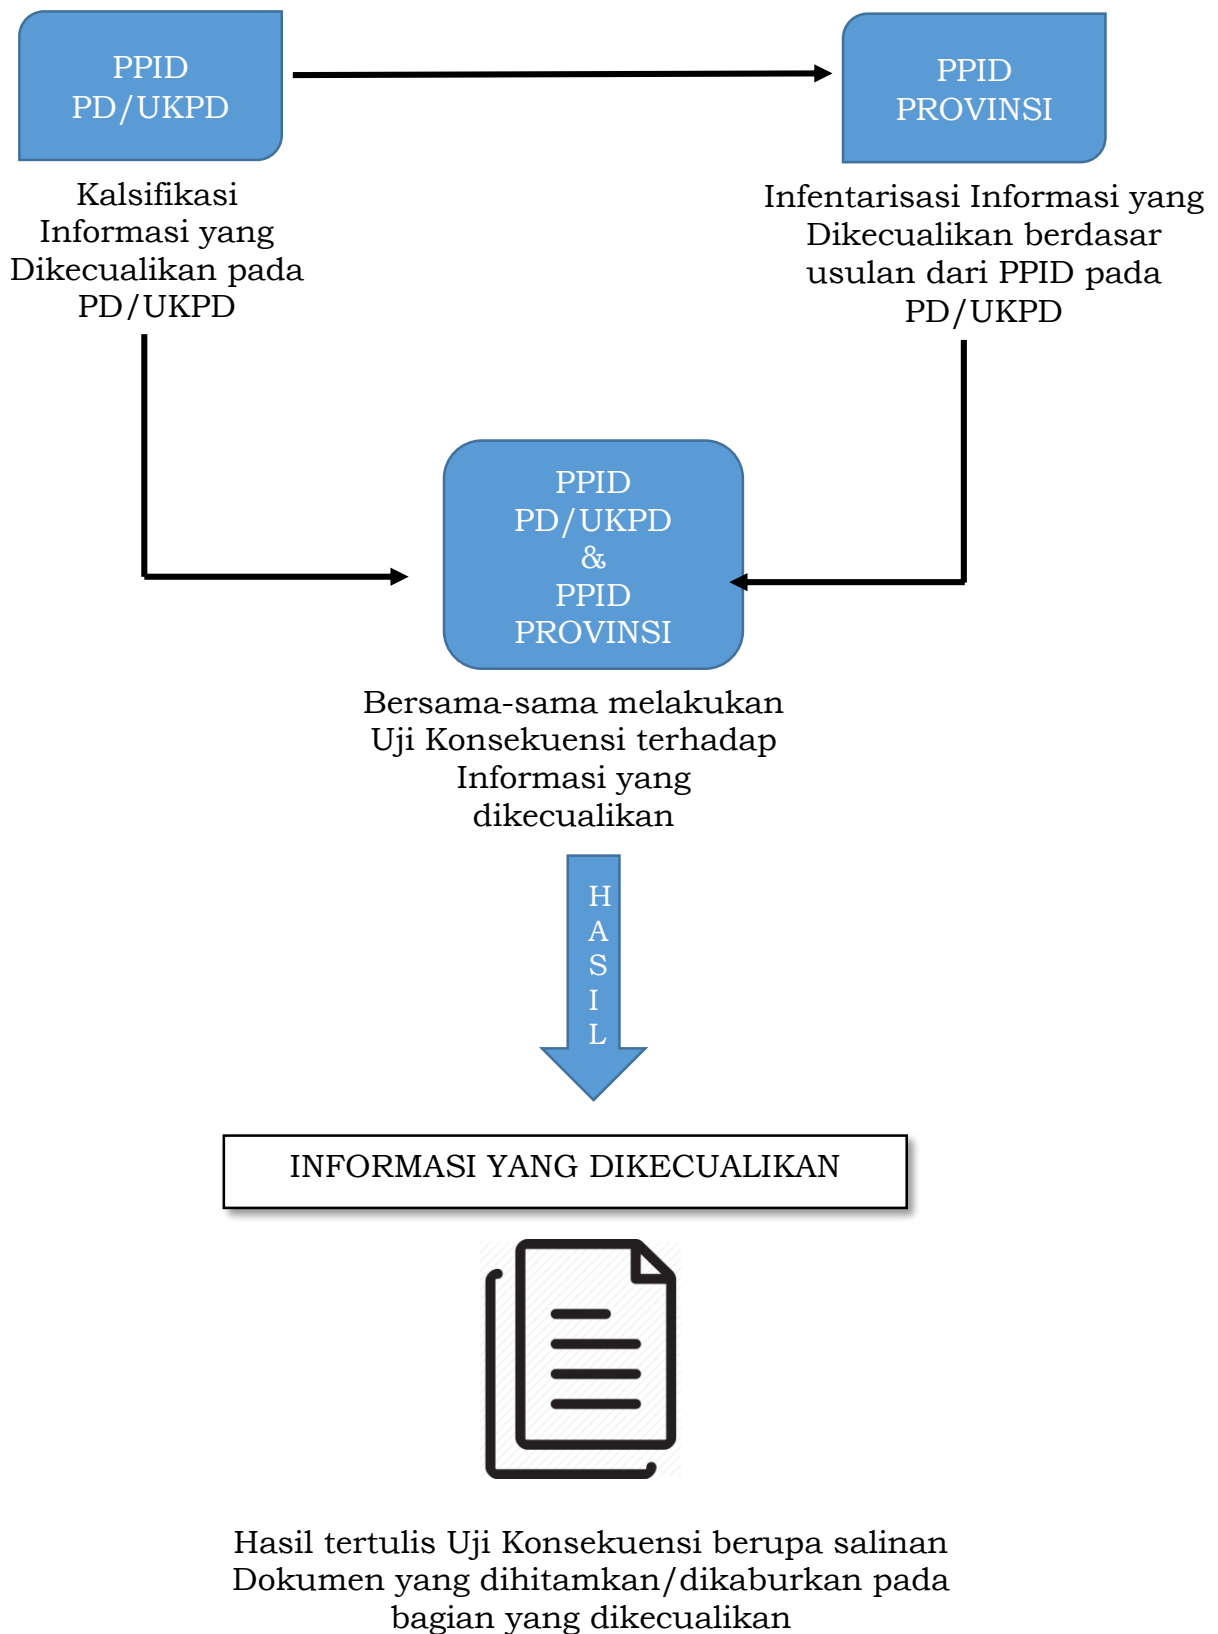 PPID
PD/UKPD
PPID
PROVINSI
Kalsifikasi
Informasi yang
Dikecualikan pada
PD/UKPD
Infentarisasi Informasi yang
Dikecualikan berdasar
usulan dari PPID pada
PD/UKPD
PPID
PD/UKPD
&
PPID
PROVINSI
Bersama-sama melakukan
Uji Konsekuensi terhadap
Informasi yang
dikecualikan
H
A
S
I
L
INFORMASI YANG DIKECUALIKAN
Hasil tertulis Uji Konsekuensi berupa salinan
Dokumen yang dihitamkan/dikaburkan pada
bagian yang dikecualikan